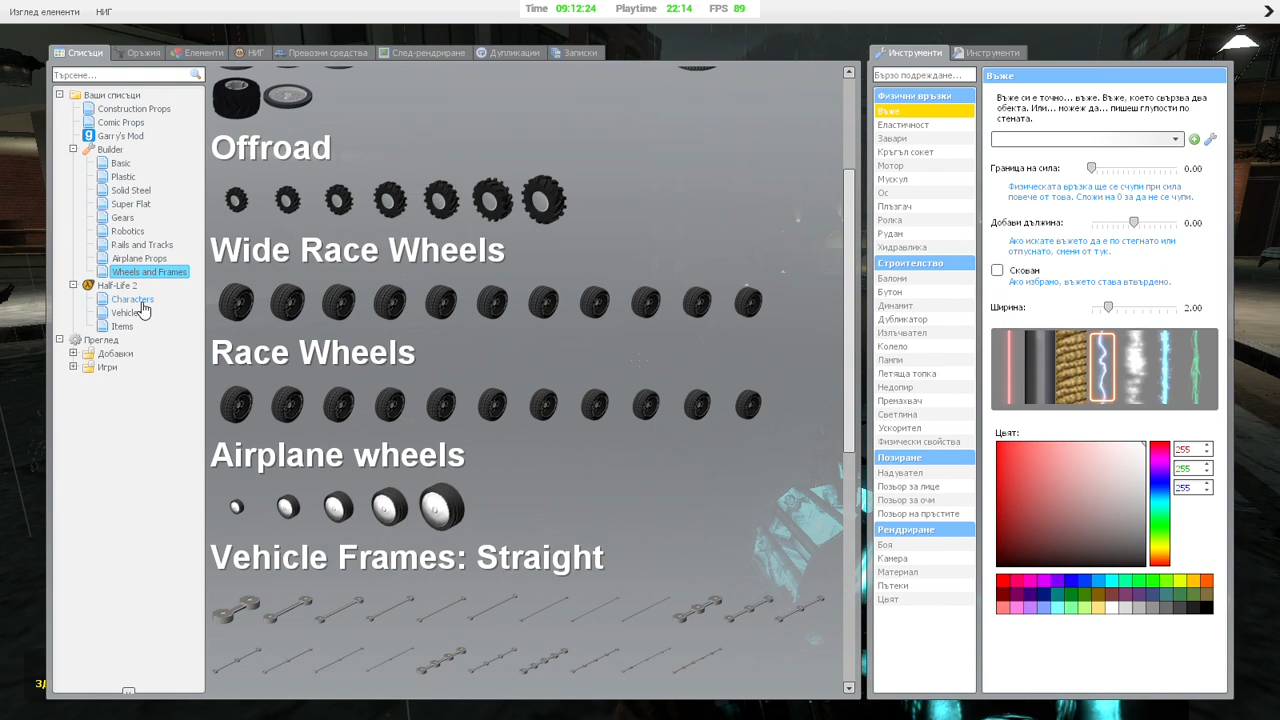 Изглед елементи НИГ
Time 09:12:24 Playtime 22:14 FPS 89
Списъци
Оръжия
Елементи
НИГ
Превозни средства
След-рендиране
Дупликации
Записки
Инструменти
Инструменти
Търсене...
Ваши списъци
Construction Props
Comic Props
Garry's Mod
Builder
Basic
Plastic
Solid Steel
Super Flat
Gears
Robotics
Rails and Tracks
Airplane Props
Wheels and Frames
Half-Life 2
Characters
Vehicles
Items
Преглед
Добавки
Игри
Offroad
Wide Race Wheels
Race Wheels
Airplane wheels
Vehicle Frames: Straight
Бързо подреждане...
Физични връзки
Въже
Еластичност
Завари
Кръгъл сокет
Мотор
Мускул
Ос
Плъзгач
Ролка
Рудан
Хидравлика
Строителство
Балони
Бутон
Динамит
Дубликатор
Излъчвател
Колело
Лампи
Летяща топка
Недопир
Премахвач
Светлина
Ускорител
Физически свойства
Позиране
Надувател
Позьор за лице
Позьор за очи
Позьор на пръстите
Рендриране
Боя
Камера
Материал
Пътеки
Цвят
Въже
Въже си е точно... въже. Въже, което свързва два
обекта. Или... можеж да... пишеш глупости по
стената.
Граница на сила: 0.00
Физическата връзка ще се счупи при сила
повече от това. Сложи на 0 за да не се чупи.
Добави дължина: 0.00
Ако искате въжето да е по стегнато или
отпуснато, смени от тук.
Скован
Ако избрано, въжето става втвърдено.
Ширина: 2.00
Цвят:
255
255
255